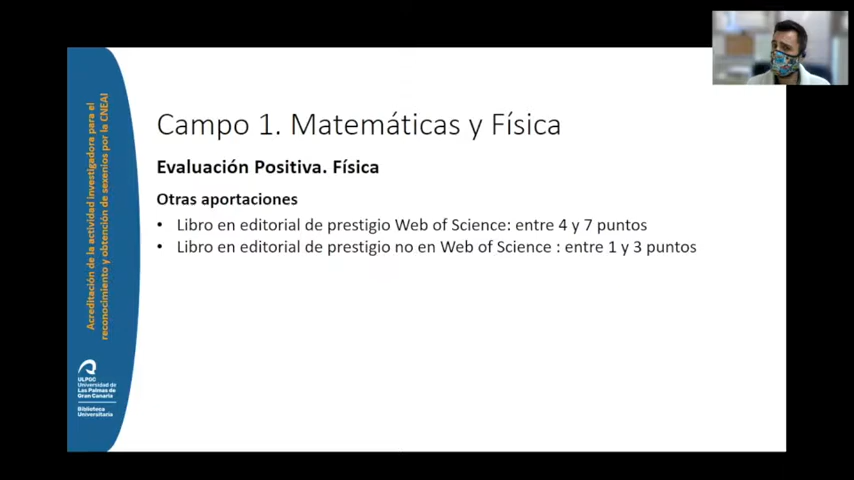 Campo 1. Matemáticas y Física
Evaluación Positiva. Física
Otras aportaciones
• Libro en editorial de prestigio Web of Science: entre 4 y 7 puntos
• Libro en editorial de prestigio no en Web of Science : entre 1 y 3 puntos
Acreditación de la actividad investigadora para el
reconocimiento y obtención de sexenios por la CNEAI
ULPGC
Universidad de
Las Palmas de
Gran Canaria
Biblioteca
Universitaria